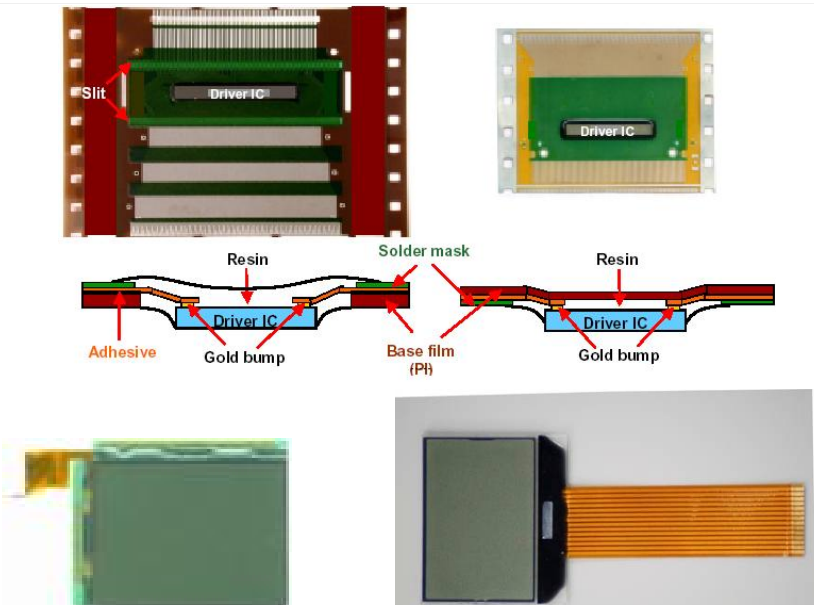 Slit
Driver IC
Driver IC
Resin
Solder mask
Resin
Driver IC
Driver IC
Adhesive
Gold bump
Base film
(PI)
Gold bump